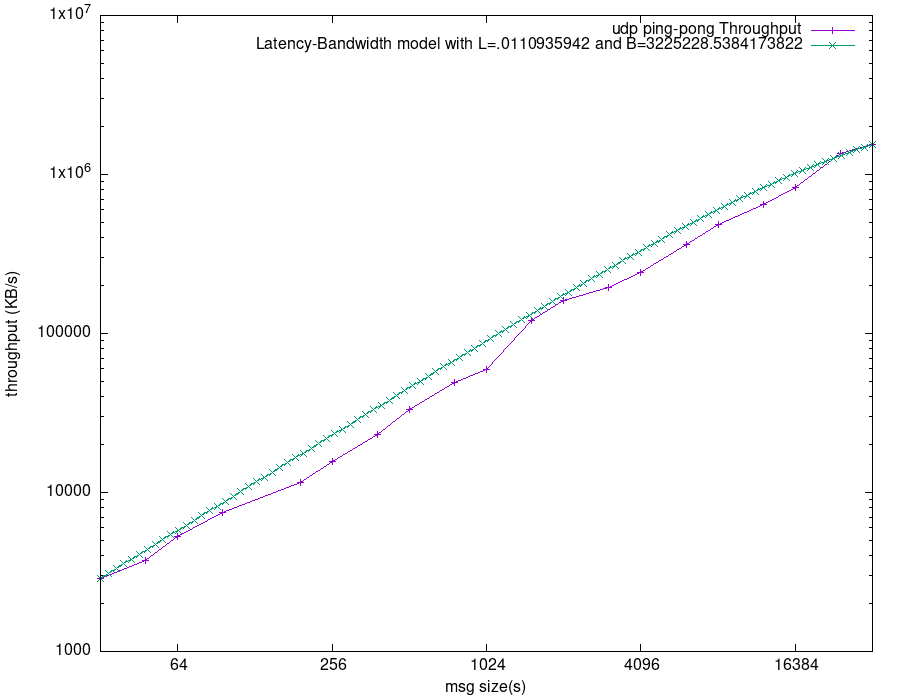 1x10^7
udp ping-pong Throughput
Latency-Bandwidth model with L=.0110935942 and B=3225228.5384173822
1x10^6
100000
10000
1000
throughput (KB/s)
64 256 1024 4096 16384
msg size(s)